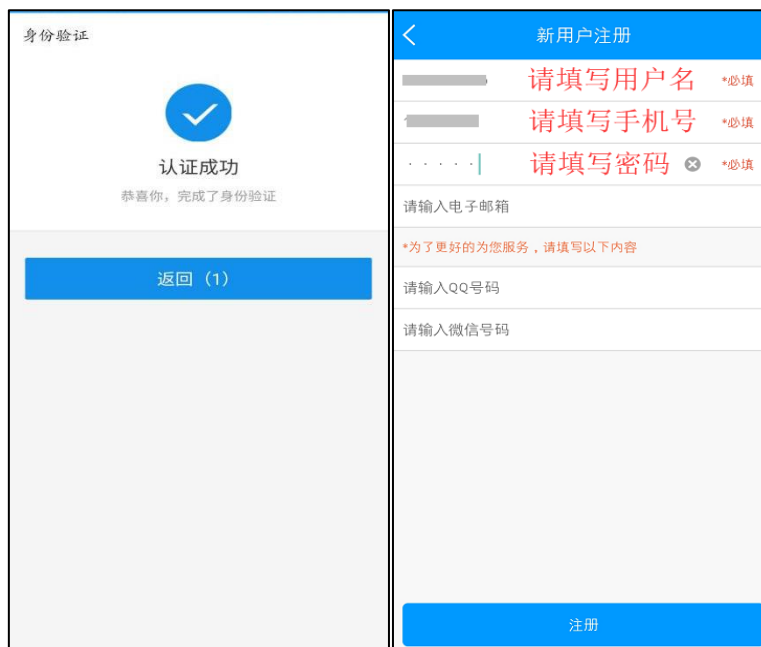 身份验证
认证成功
恭喜你，完成了身份验证
返回（1）
新用户注册
请填写用户名 *必填
请填写手机号 *必填
·····请填写密码 *必填
请输入电子邮箱
*为了更好的为您服务，请填写以下内容
请输入QQ号码
请输入微信号码
注册